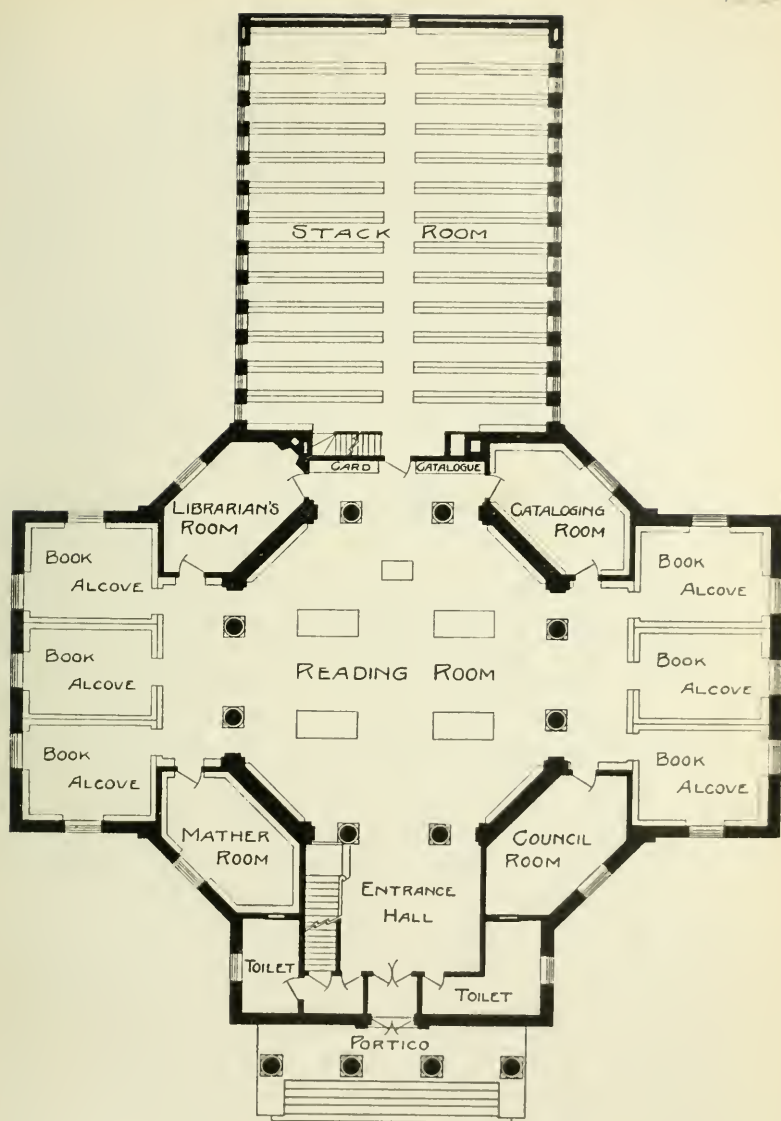 STACK ROOM
CARD
CATALOGUE
LIBRARIAN'S
ROOM
CATALOGING
ROOM
BOOK
ALCOVE
BOOK
ALCOVE
BOOK
ALCOVE
READING ROOM
BOOK
ALCOVE
BOOK
ALCOVE
BOOK
ALCOVE
MATHER
ROOM
COUNCIL
ROOM
ENTRANCE
HALL
TOILET
TOILET
PORTICO